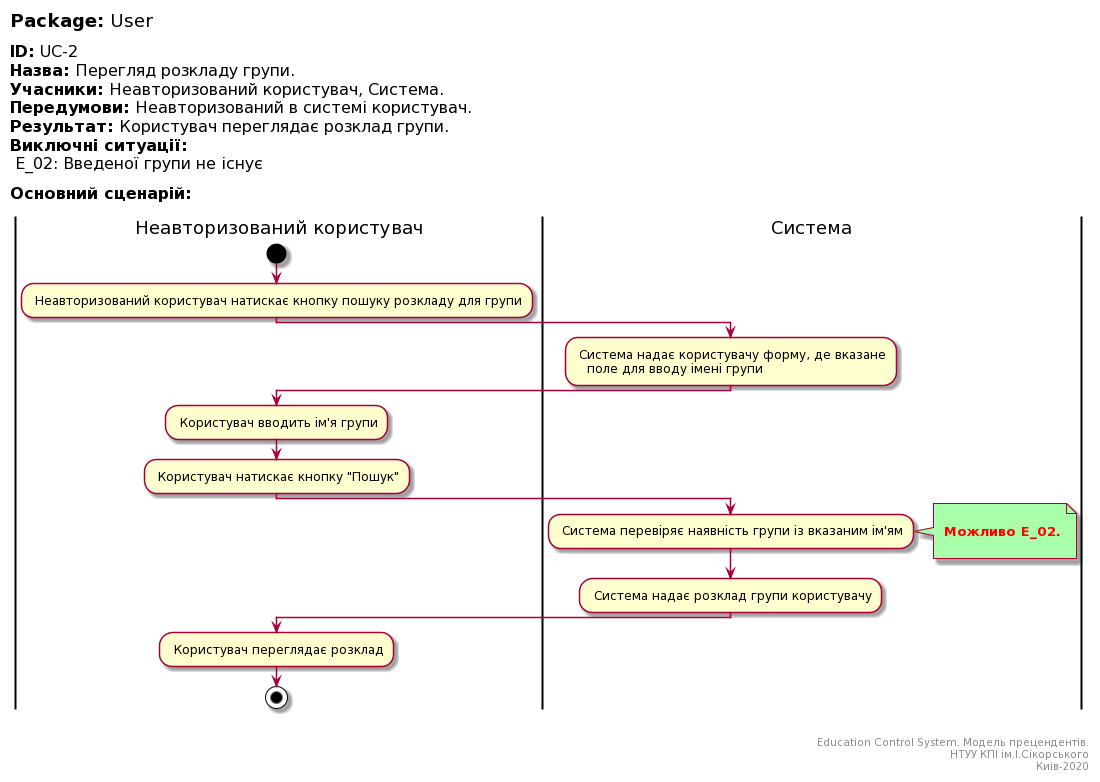 Package: User
ID: UC-2
Назва: Перегляд розкладу групи.
Учасники: Неавторизований користувач, Система.
Передумови: Неавторизований в системі користувач.
Результат: Користувач переглядає розклад групи.
Виключні ситуації:
E_02: Введеної групи не існує
Основний сценарій:
Неавторизований користувач
Система
Неавторизований користувач натискає кнопку пошуку розкладу для групи
Система надає користувачу форму, де вказане
поле для вводу імені групи
Користувач вводить ім'я групи
Користувач натискає кнопку "Пошук"
Система перевіряє наявність групи із вказаним ім'ям
Можливо E_02.
Система надає розклад групи користувачу
Користувач переглядає розклад
Education Control System. Модель прецендентів.
НТУУ КПІ ім.І.Сікорського
Київ-2020